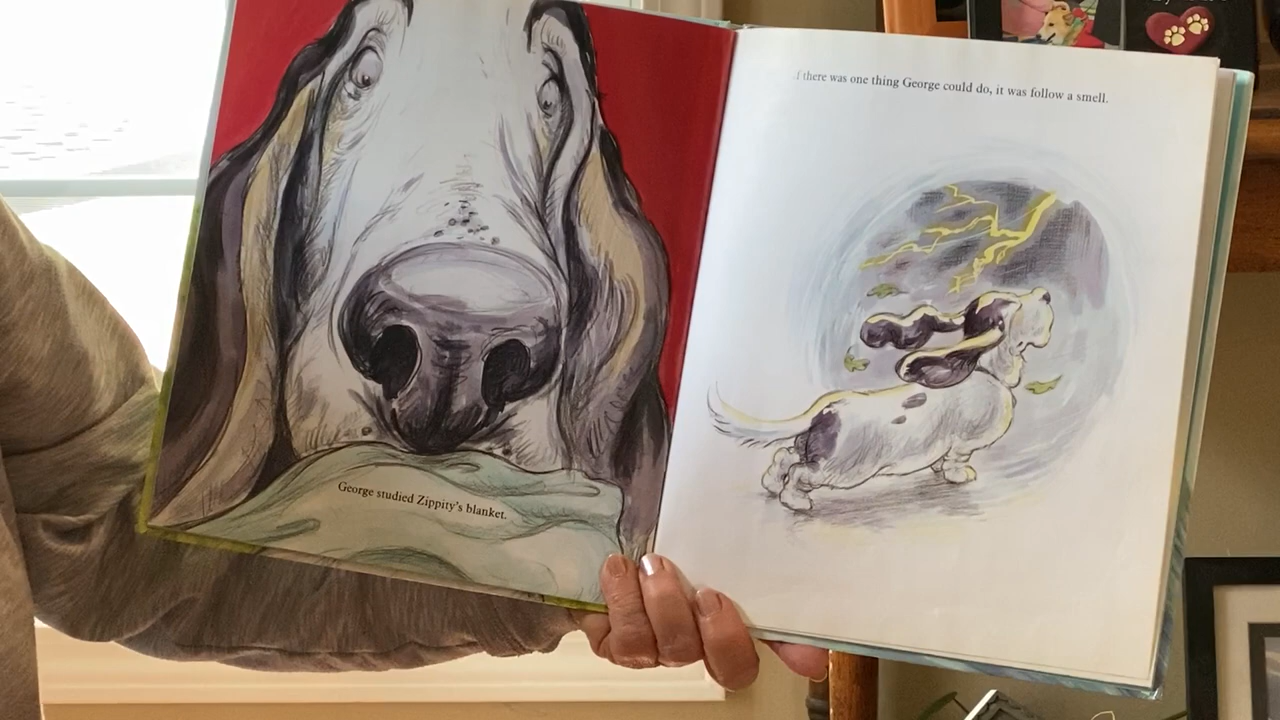 George studied Zippity's blanket.
If there was one thing George could do, it was follow a smell.